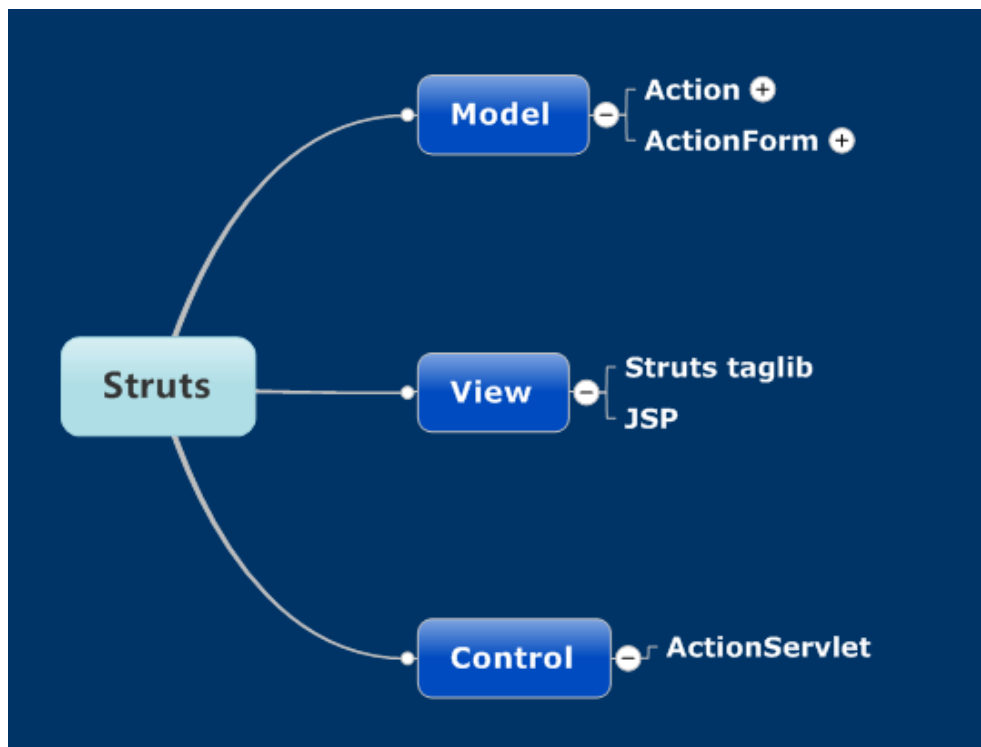 Model
Action
ActionForm
Struts
View
Struts taglib
JSP
Control
ActionServlet